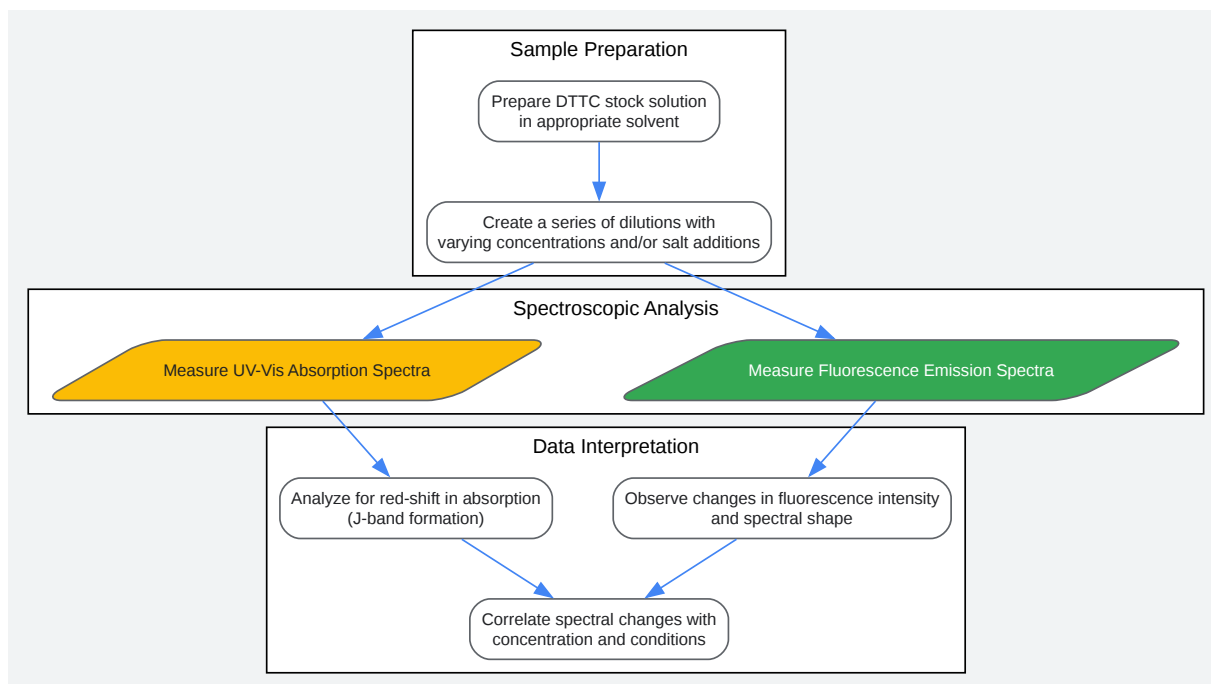 Sample Preparation
Prepare DTTC stock solution
in appropriate solvent
Create a series of dilutions with
varying concentrations and/or salt additions
Spectroscopic Analysis
Measure UV-Vis Absorption Spectra
Measure Fluorescence Emission Spectra
Data Interpretation
Analyze for red-shift in absorption
(J-band formation)
Observe changes in fluorescence intensity
and spectral shape
Correlate spectral changes with
concentration and conditions